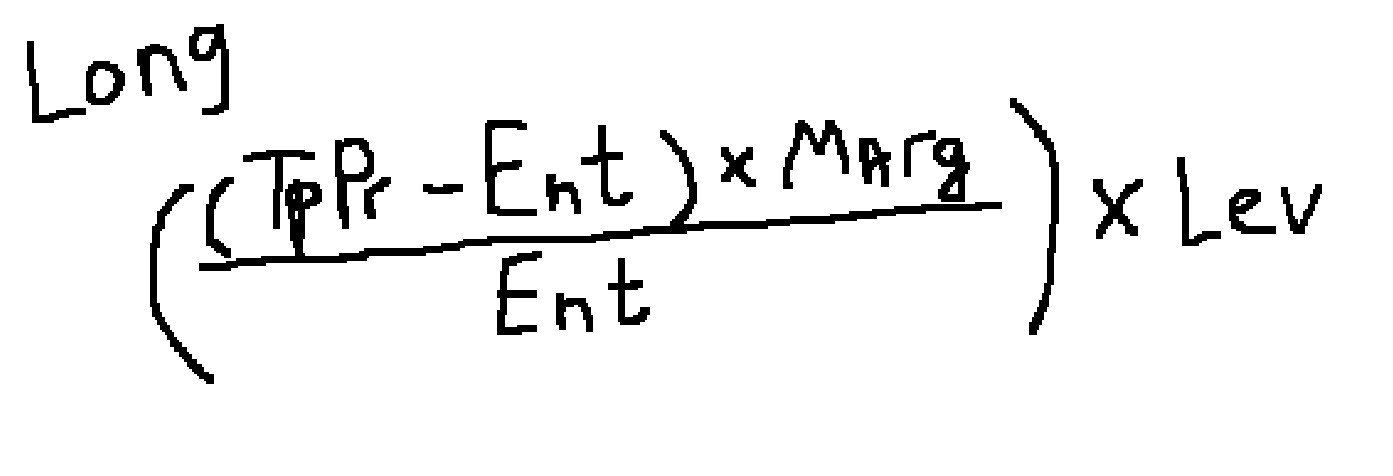 Long
(((TpPr - Ent) x MArg) x Lev
Ent